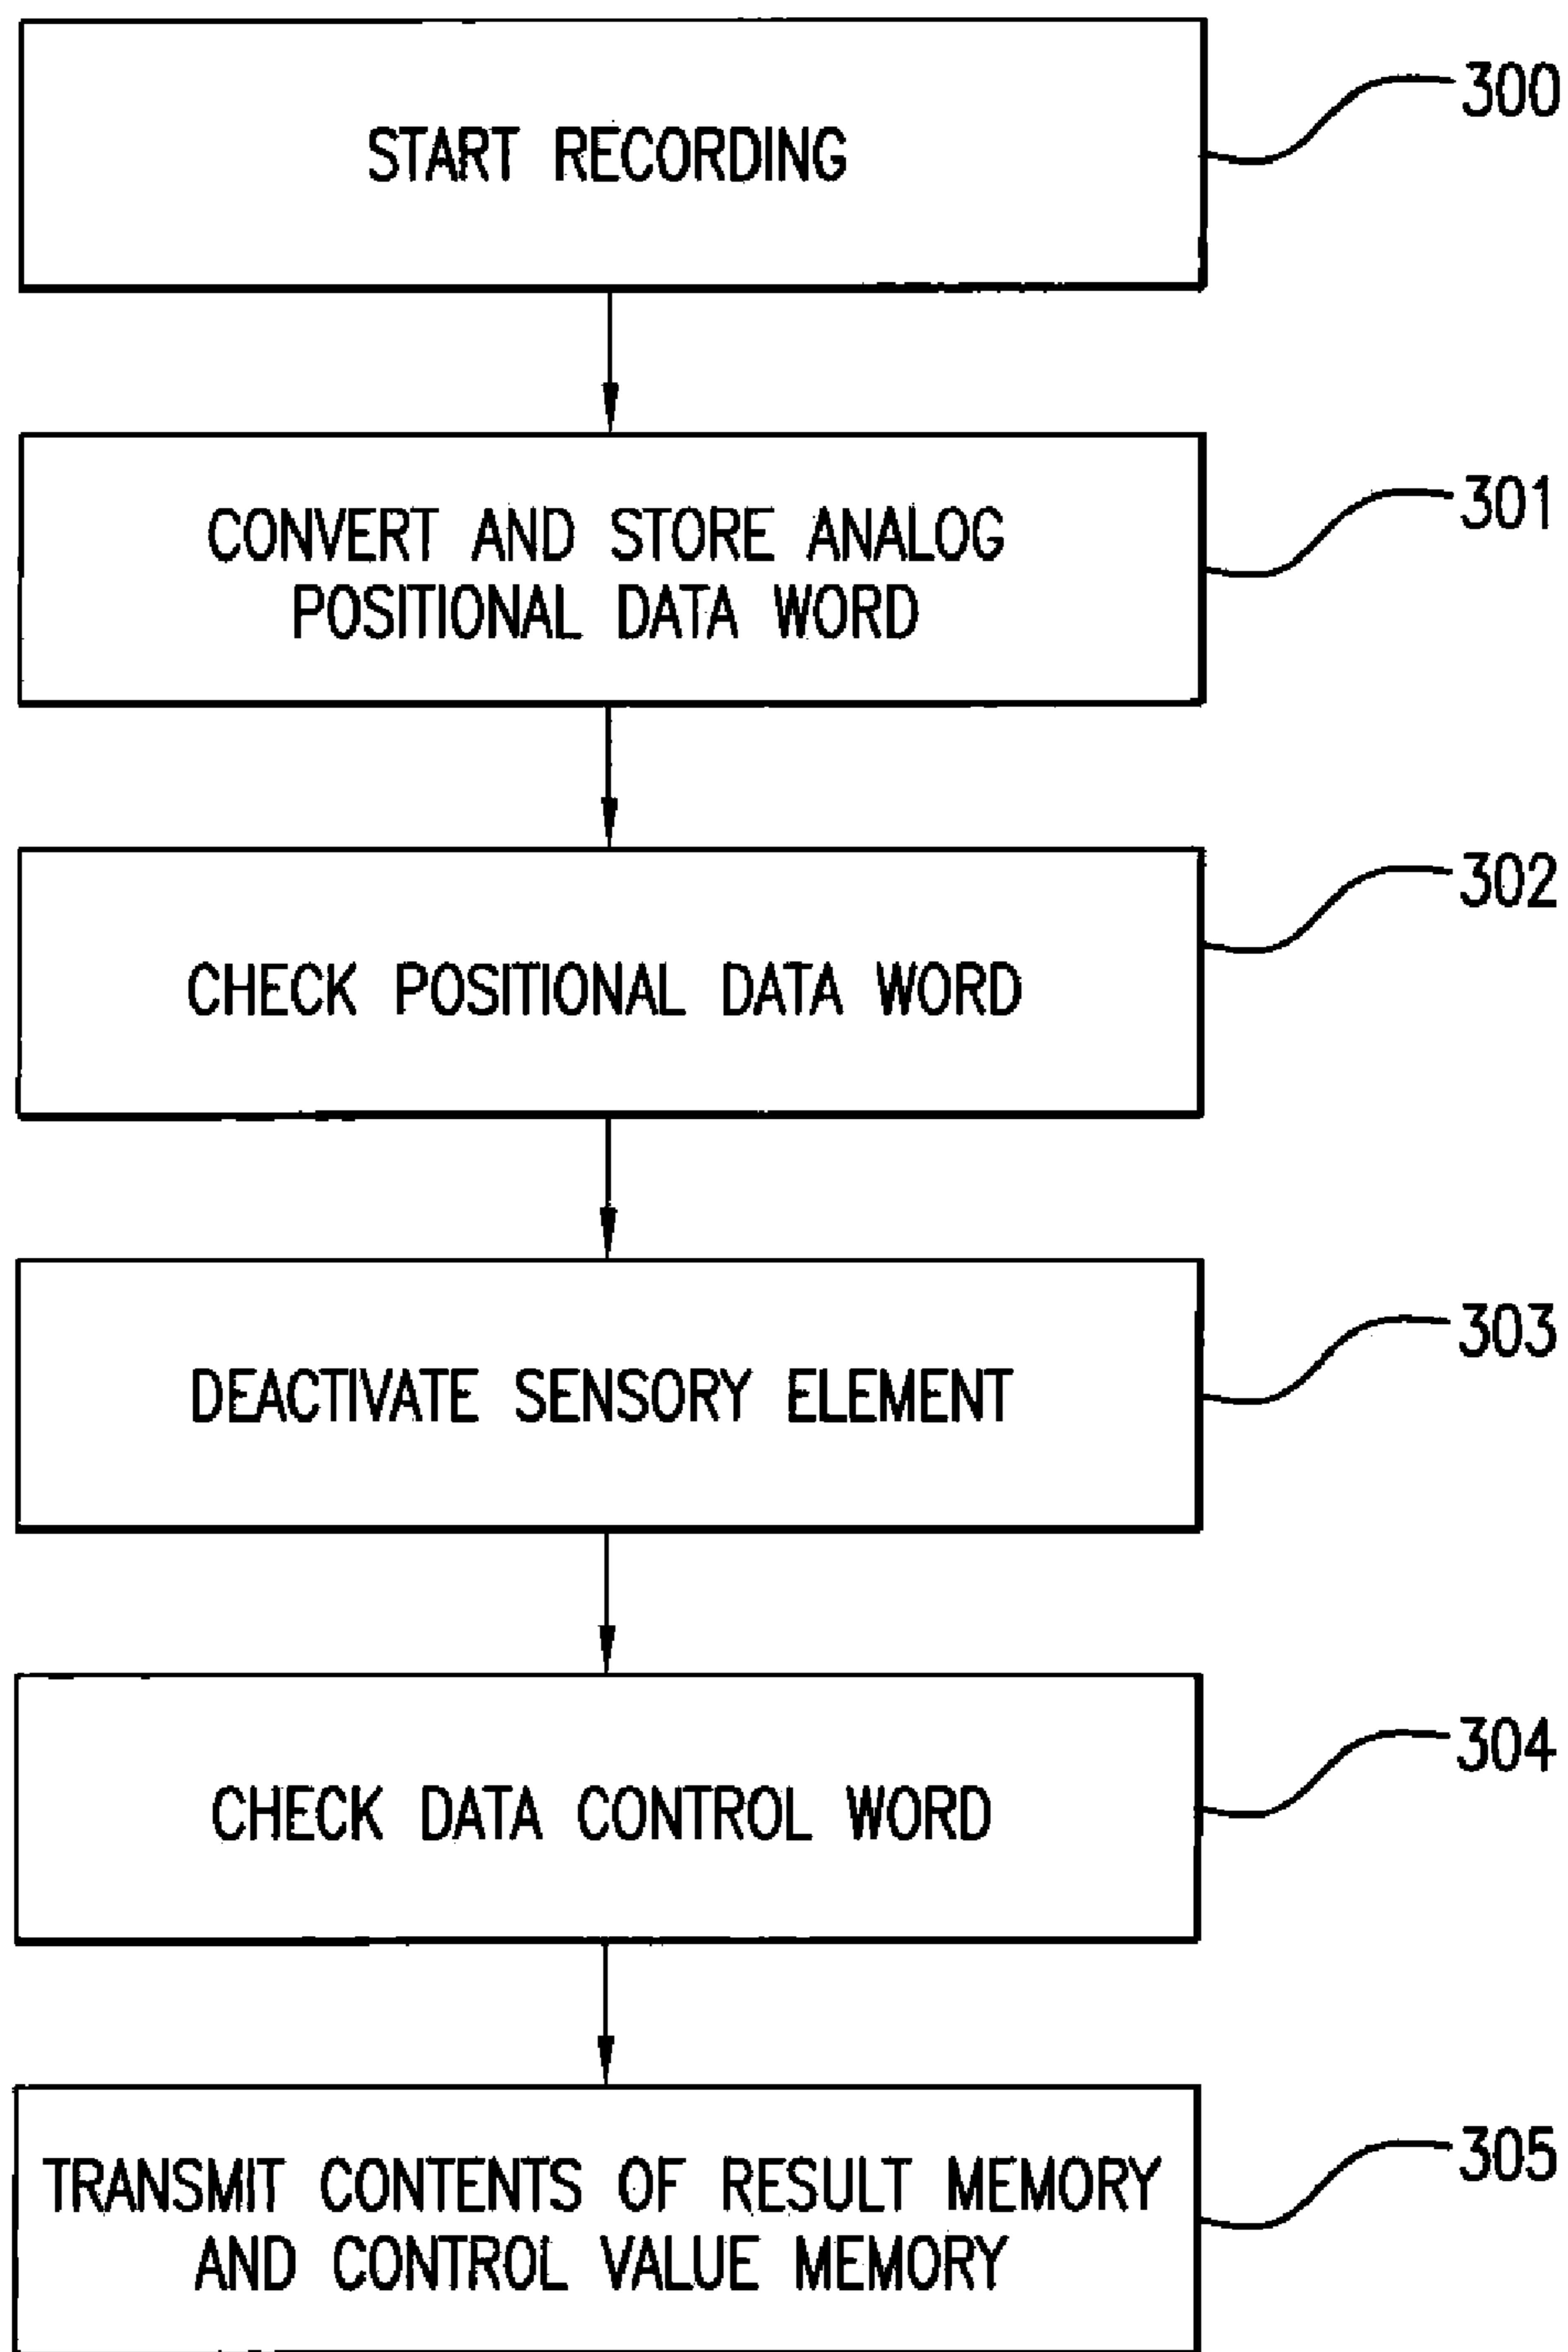 START RECORDING
300
CONVERT AND STORE ANALOG
POSITIONAL DATA WORD
301
CHECK POSITIONAL DATA WORD
302
DEACTIVATE SENSORY ELEMENT
303
CHECK DATA CONTROL WORD
304
TRANSMIT CONTENTS OF RESULT MEMORY
AND CONTROL VALUE MEMORY
305